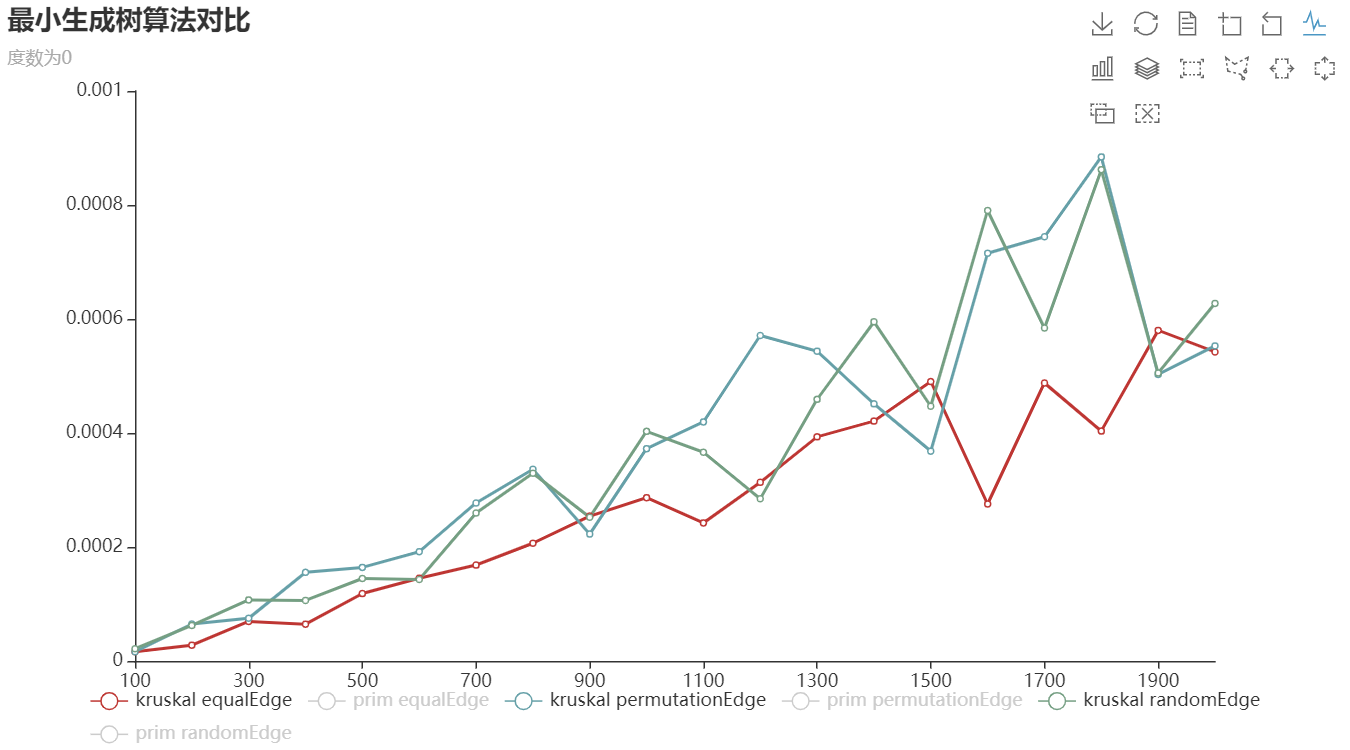 最小生成树算法对比
度数为0
0.001
0.0008
0.0006
0.0004
0.0002
0
100 300 500 700 900 1100 1300 1500 1700 1900
kruskal equalEdge prim equalEdge kruskal permutationEdge prim permutationEdge kruskal randomEdge
prim randomEdge